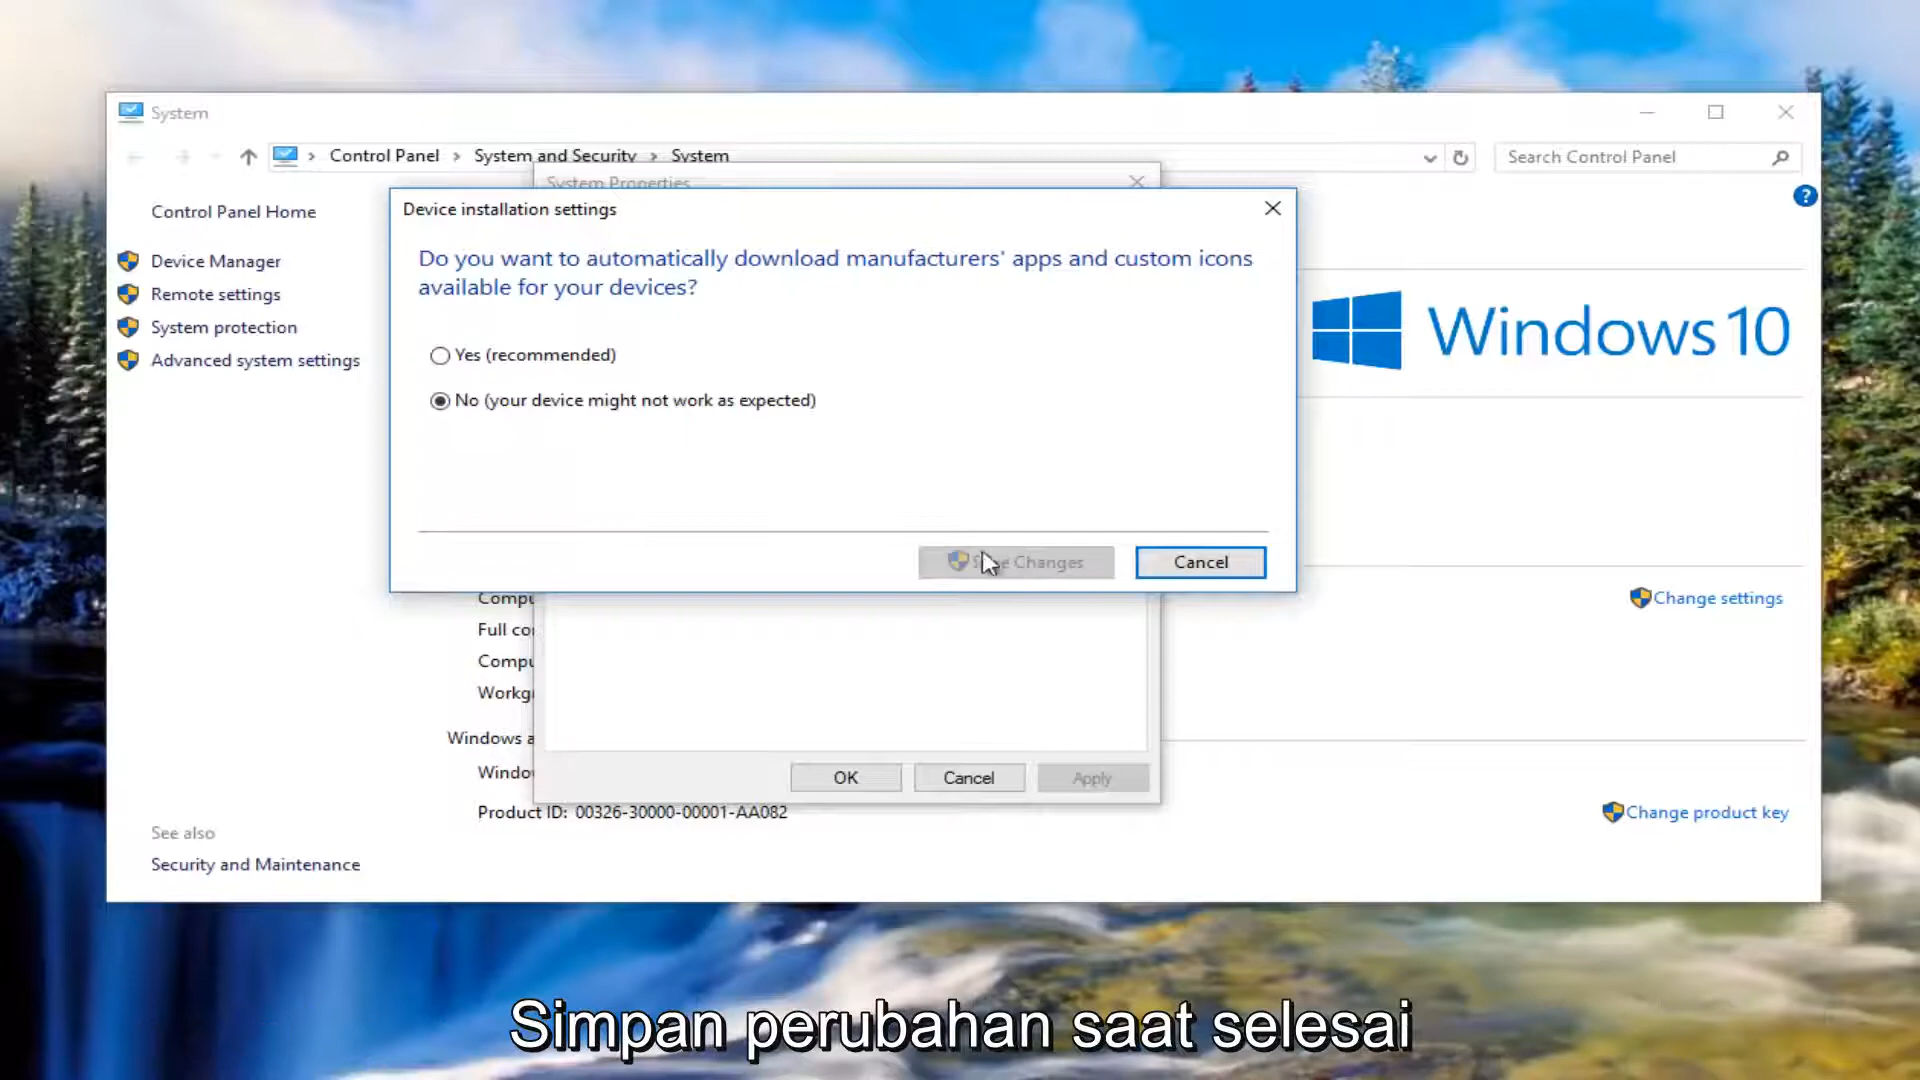 System
Control Panel > System and Security > System
Search Control Panel
System Properties
Control Panel Home
Device Manager
Remote settings
System protection
Advanced system settings
Device installation settings
Do you want to automatically download manufacturers' apps and custom icons
available for your devices?
Yes (recommended)
No (your device might not work as expected)
Changes
Cancel
?
Windows 10
Change settings
Compu
Full co
Compu
Workg
Windows a
Windo
OK
Cancel
Apply
Product ID: 00326-30000-00001-AA082
Change product key
See also
Security and Maintenance
Simpan perubahan saat selesai